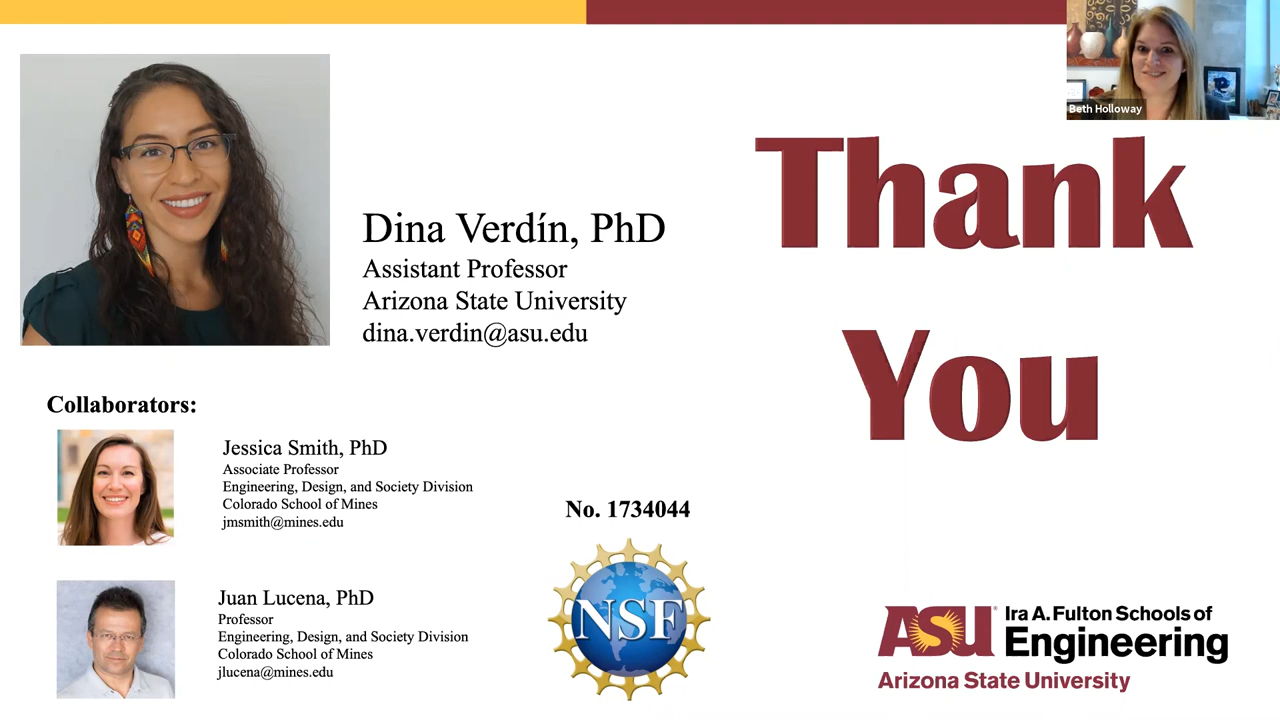 Beth Holloway
Thank
You
Dina Verdín, PhD
Assistant Professor
Arizona State University
dina.verdin@asu.edu
Collaborators:
Jessica Smith, PhD
Associate Professor
Engineering, Design, and Society Division
Colorado School of Mines
jmsmith@mines.edu
Juan Lucena, PhD
Professor
Engineering, Design, and Society Division
Colorado School of Mines
jlucena@mines.edu
No. 1734044
NSF
ASU® Ira A. Fulton Schools of
Engineering
Arizona State University